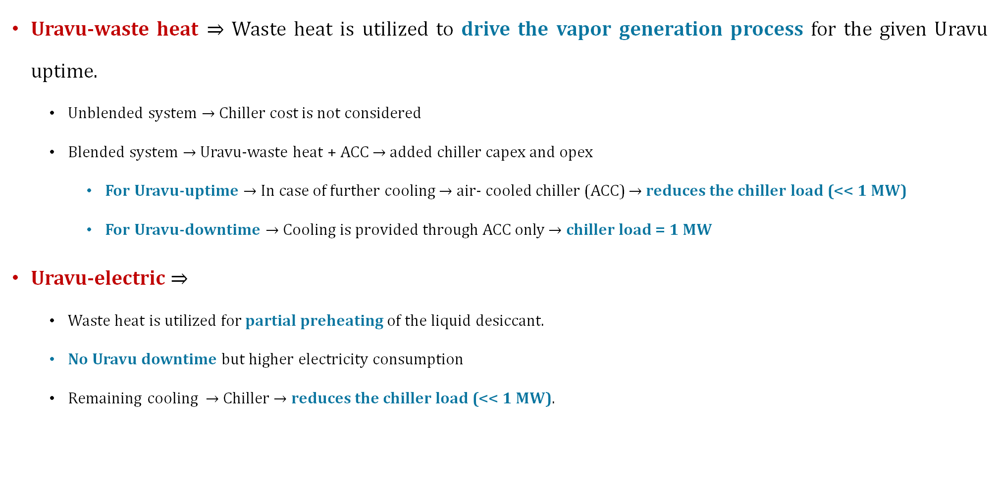 • Uravu-waste heat ⇒ Waste heat is utilized to drive the vapor generation process for the given Uravu
uptime.
• Unblended system → Chiller cost is not considered
• Blended system → Uravu-waste heat + ACC → added chiller capex and opex
• For Uravu-uptime → In case of further cooling → air- cooled chiller (ACC) → reduces the chiller load (<< 1 MW)
• For Uravu-downtime → Cooling is provided through ACC only → chiller load = 1 MW
• Uravu-electric ⇒
• Waste heat is utilized for partial preheating of the liquid desiccant.
• No Uravu downtime but higher electricity consumption
• Remaining cooling → Chiller → reduces the chiller load (<< 1 MW).